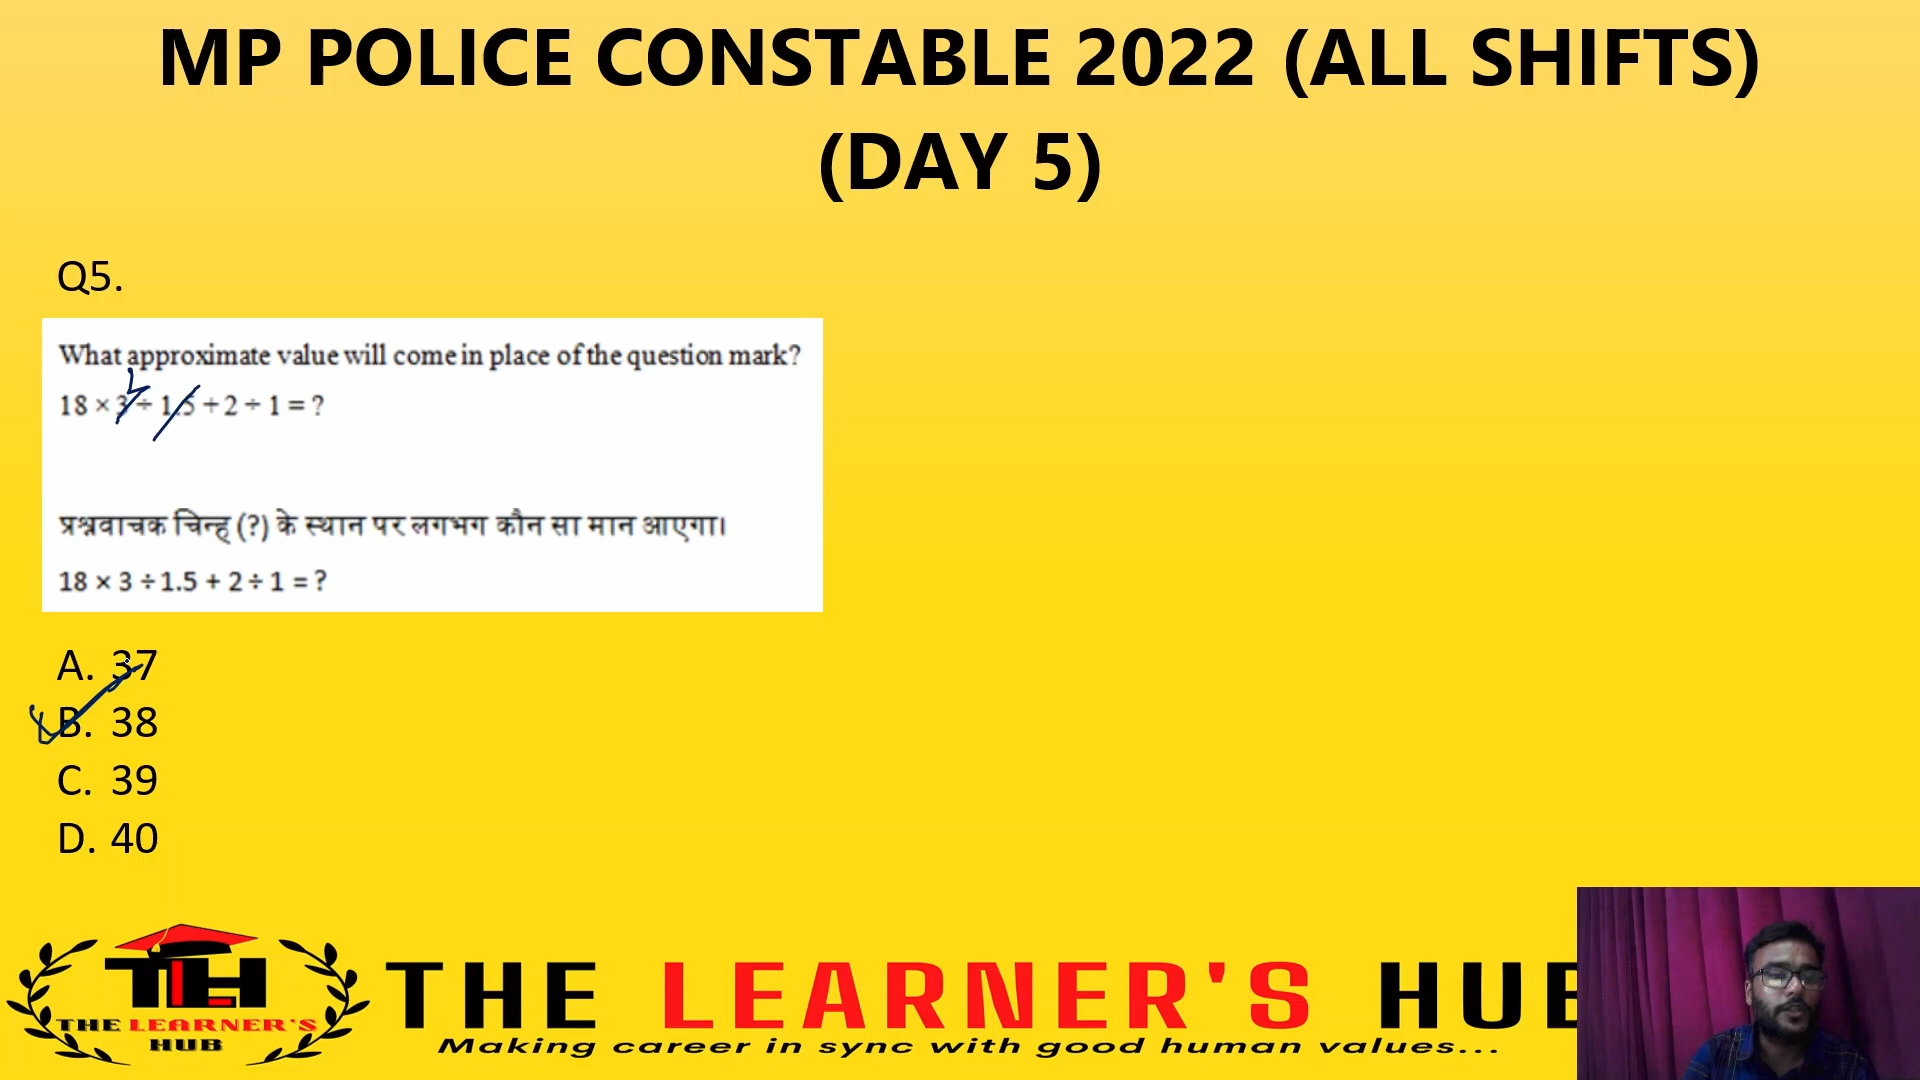 MP POLICE CONSTABLE 2022 (ALL SHIFTS)
(DAY 5)
Q5.
What approximate value will come in place of the question mark?
18 × 3 ÷ 1.5 + 2 ÷ 1 = ?
प्रश्नवाचक चिन्ह (?) के स्थान पर लगभग कौन सा मान आएगा।
18 × 3 ÷ 1.5 + 2 ÷ 1 = ?
A. 37
B. 38
C. 39
D. 40
TLH
THE LEARNER'S
HUB
THE LEARNER'S HUB
Making career in sync with good human values...